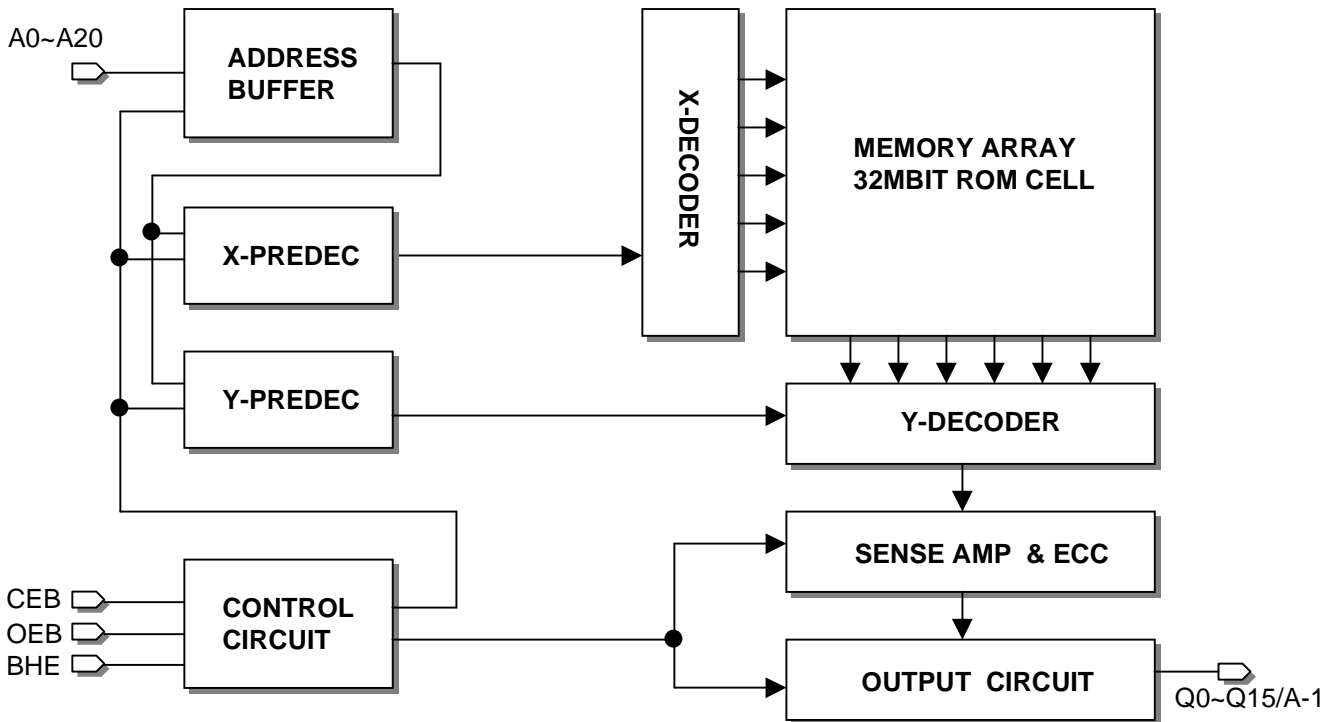 A0~A20
ADDRESS
BUFFER
X-DECODER
MEMORY ARRAY
32MBIT ROM CELL
X-PREDEC
Y-PREDEC
Y-DECODER
SENSE AMP & ECC
CEB
OEB
BHE
CONTROL
CIRCUIT
OUTPUT CIRCUIT
Q0~Q15/A-1